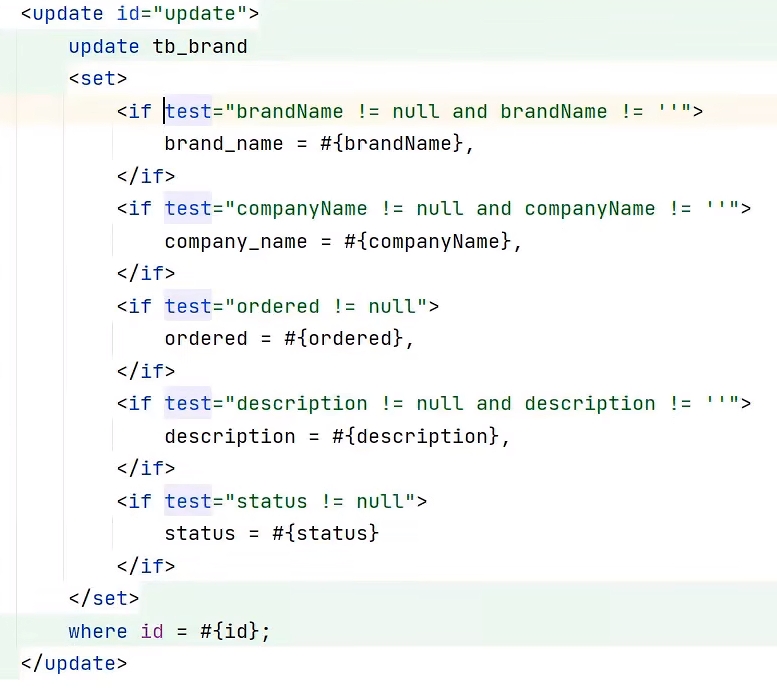 <update id="update">
    update tb_brand
    <set>
        <if test="brandName != null and brandName != ''">
            brand_name = #{brandName},
        </if>
        <if test="companyName != null and companyName != ''">
            company_name = #{companyName},
        </if>
        <if test="ordered != null">
            ordered = #{ordered},
        </if>
        <if test="description != null and description != ''">
            description = #{description},
        </if>
        <if test="status != null">
            status = #{status}
        </if>
    </set>
    where id = #{id};
</update>